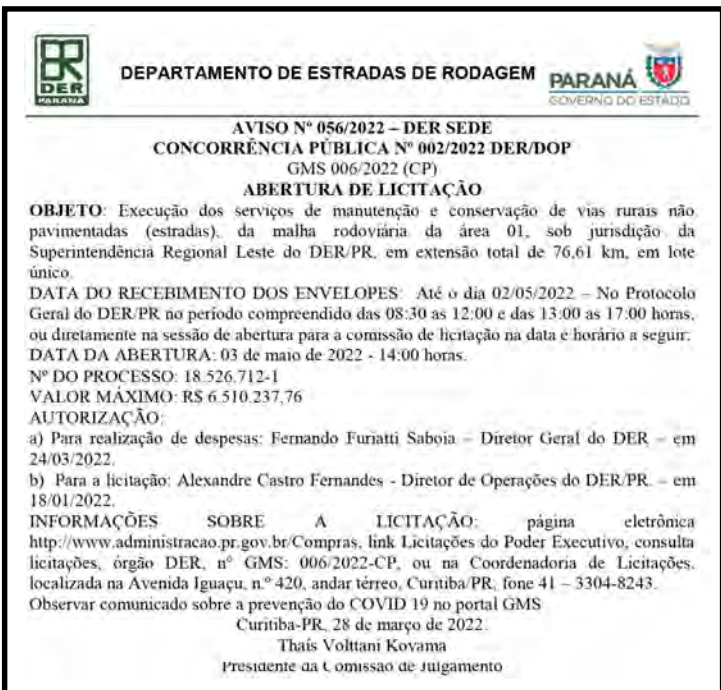 DER
PARANÁ
DEPARTAMENTO DE ESTRADAS DE RODAGEM
PARANÁ
GOVERNO DO ESTADO
AVISO Nº 056/2022 – DER SEDE
CONCORRÊNCIA PÚBLICA Nº 002/2022 DER/DOP
GMS 006/2022 (CP)
ABERTURA DE LICITAÇÃO
OBJETO: Execução dos serviços de manutenção e conservação de vias rurais não
pavimentadas (estradas), da malha rodoviária da área 01, sob jurisdição da
Superintendência Regional Leste do DER/PR, em extensão total de 76,61 km, em lote
único.
DATA DO RECEBIMENTO DOS ENVELOPES: Até o dia 02/05/2022 – No Protocolo
Geral do DER/PR no período compreendido das 08:30 as 12:00 e das 13:00 as 17:00 horas,
ou diretamente na sessão de abertura para a comissão de licitação na data e horário a seguir.
DATA DA ABERTURA: 03 de maio de 2022 - 14:00 horas.
Nº DO PROCESSO: 18.526.712-1
VALOR MÁXIMO: R$ 6.510.237,76
AUTORIZAÇÃO:
a) Para realização de despesas: Fernando Furiatti Saboia – Diretor Geral do DER – em
24/03/2022.
b) Para a licitação: Alexandre Castro Fernandes - Diretor de Operações do DER/PR. – em
18/01/2022.
INFORMAÇÕES SOBRE A LICITAÇÃO: página eletrônica
http://www.administracao.pr.gov.br/Compras, link Licitações do Poder Executivo, consulta
licitações, órgão DER, nº GMS: 006/2022-CP, ou na Coordenadoria de Licitações,
localizada na Avenida Iguaçu, n.º 420, andar térreo, Curitiba/PR, fone 41 – 3304-8243.
Observar comunicado sobre a prevenção do COVID 19 no portal GMS
Curitiba-PR, 28 de março de 2022.
Thaís Volttani Kovama
Presidente da Comissão de Julgamento